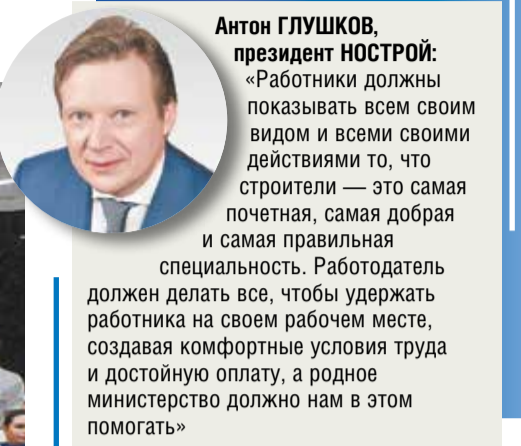 Антон ГЛУШКОВ,
президент НОСТРОЙ:
«Работники должны
показывать всем своим
видом и всеми своими
действиями то, что
строители — это самая
почетная, самая добрая
и самая правильная
специальность. Работодатель
должен делать все, чтобы удержать
работника на своем рабочем месте,
создавая комфортные условия труда
и достойную оплату, а родное
министерство должно нам в этом
помогать»